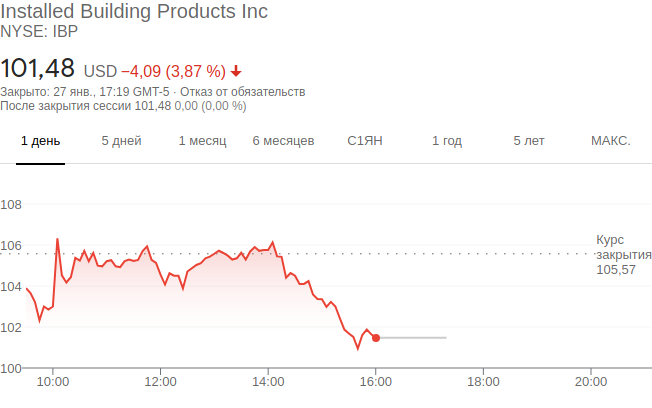 Installed Building Products Inc
NYSE: IBP
101,48 USD −4,09 (3,87 %)
Закрыто: 27 янв., 17:19 GMT-5 · Отказ от обязательств
После закрытия сессии 101,48 0,00 (0,00 %)
1 день 5 дней 1 месяц 6 месяцев С1ЯН 1 год 5 лет МАКС.
108
106
104
102
100
Курс
закрытия
105,57
10:00 12:00 14:00 16:00 18:00 20:00